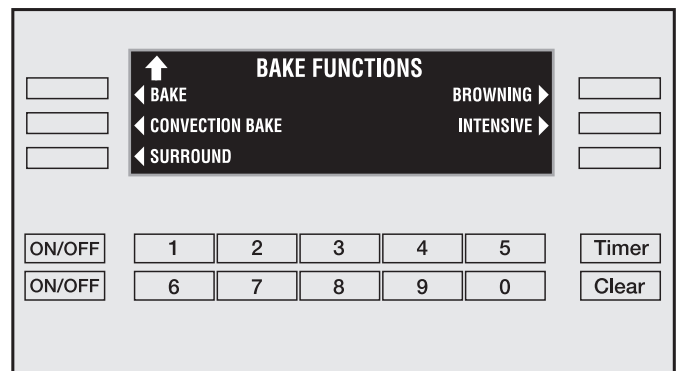 BAKE FUNCTIONS
BAKE BROWNING
CONVECTION BAKE INTENSIVE
SURROUND
ON/OFF 1 2 3 4 5 Timer
ON/OFF 6 7 8 9 0 Clear